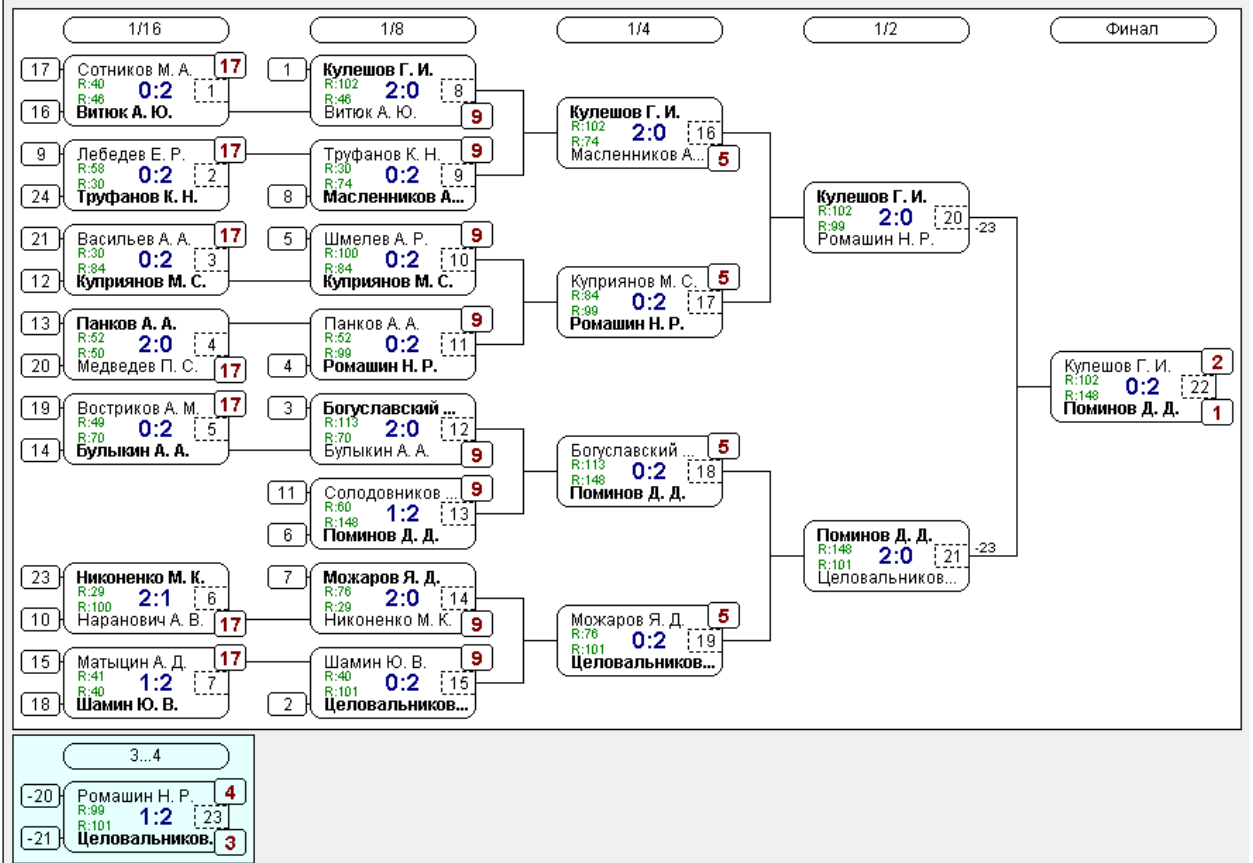 1/16
1/8
1/4
1/2
Финал
17
Сотников М. А.
17
R:40
R:46
0:2
1
16
Витюк А. Ю.
9
Лебедев Е. Р.
17
R:58
R:30
0:2
2
24
Труфанов К. Н.
21
Васильев А. А.
17
R:30
R:84
0:2
3
12
Куприянов М. С.
13
Панков А. А.
R:52
R:50
2:0
4
20
Медведев П. С.
17
19
Востриков А. М.
17
R:49
R:70
0:2
5
14
Булыкин А. А.
23
Никоненко М. К.
R:29
R:100
2:1
6
10
Наранович А. В.
17
15
Матыцин А. Д.
17
R:41
R:40
1:2
7
18
Шамин Ю. В.
1
Кулешов Г. И.
R:102
R:46
2:0
8
Витюк А. Ю.
9
Труфанов К. Н.
9
R:30
R:74
0:2
9
8
Масленников А...
5
Шмелев А. Р.
9
R:100
R:84
0:2
10
Куприянов М. С.
Панков А. А.
9
R:52
R:99
0:2
11
4
Ромашин Н. Р.
3
Богуславский ...
R:113
R:70
2:0
12
Булыкин А. А.
9
11
Солодовников ...
9
R:60
R:148
1:2
13
6
Поминов Д. Д.
7
Можаров Я. Д.
R:76
R:29
2:0
14
Никоненко М. К.
9
Шамин Ю. В.
9
R:40
R:101
0:2
15
2
Целовальников...
Кулешов Г. И.
R:102
R:74
2:0
16
Масленников А...
5
Куприянов М. С.
5
R:84
R:99
0:2
17
Ромашин Н. Р.
Богуславский ...
5
R:113
R:148
0:2
18
Поминов Д. Д.
Можаров Я. Д.
5
R:76
R:101
0:2
19
Целовальников...
Кулешов Г. И.
R:102
R:99
2:0
20
-23
Ромашин Н. Р.
Поминов Д. Д.
R:148
R:101
2:0
21
-23
Целовальников...
Кулешов Г. И.
2
R:102
R:148
0:2
22
Поминов Д. Д.
1
3...4
-20
Ромашин Н. Р.
4
R:99
R:101
1:2
23
-21
Целовальников.
3